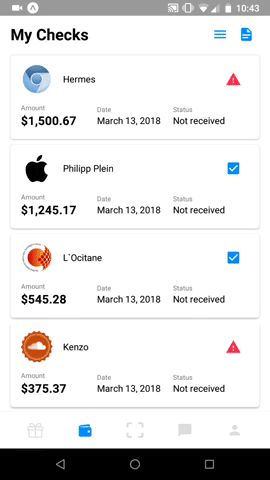 10:43
My Checks
Hermes
Amount Date Status
$1,500.67 March 13, 2018 Not received
Philipp Plein
Amount Date Status
$1,245.17 March 13, 2018 Not received
L`Ocitane
Amount Date Status
$545.28 March 13, 2018 Not received
Kenzo
Amount Date Status
$375.37 March 13, 2018 Not received